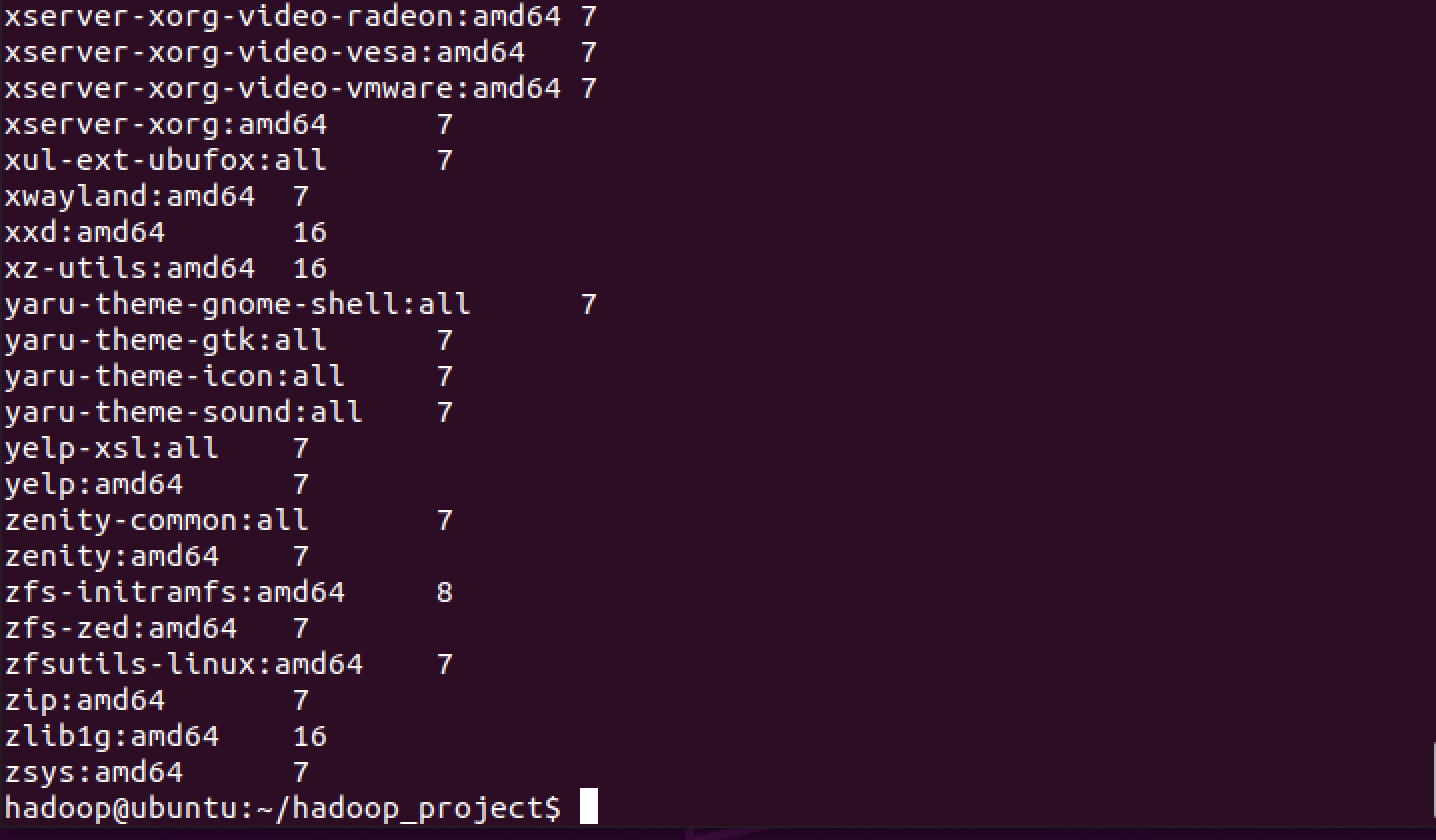 xserver-xorg-video-radeon:amd64 7
xserver-xorg-video-vesa:amd64 7
xserver-xorg-video-vmware:amd64 7
xserver-xorg:amd64 7
xul-ext-ubufox:all 7
xwayland:amd64 7
xxd:amd64 16
xz-utils:amd64 16
yaru-theme-gnome-shell:all 7
yaru-theme-gtk:all 7
yaru-theme-icon:all 7
yaru-theme-sound:all 7
yelp-xsl:all 7
yelp:amd64 7
zenity-common:all 7
zenity:amd64 7
zfs-initramfs:amd64 8
zfs-zed:amd64 7
zfsutils-linux:amd64 7
zip:amd64 7
zlib1g:amd64 16
zsys:amd64 7
hadoop@ubuntu:~/hadoop_project$